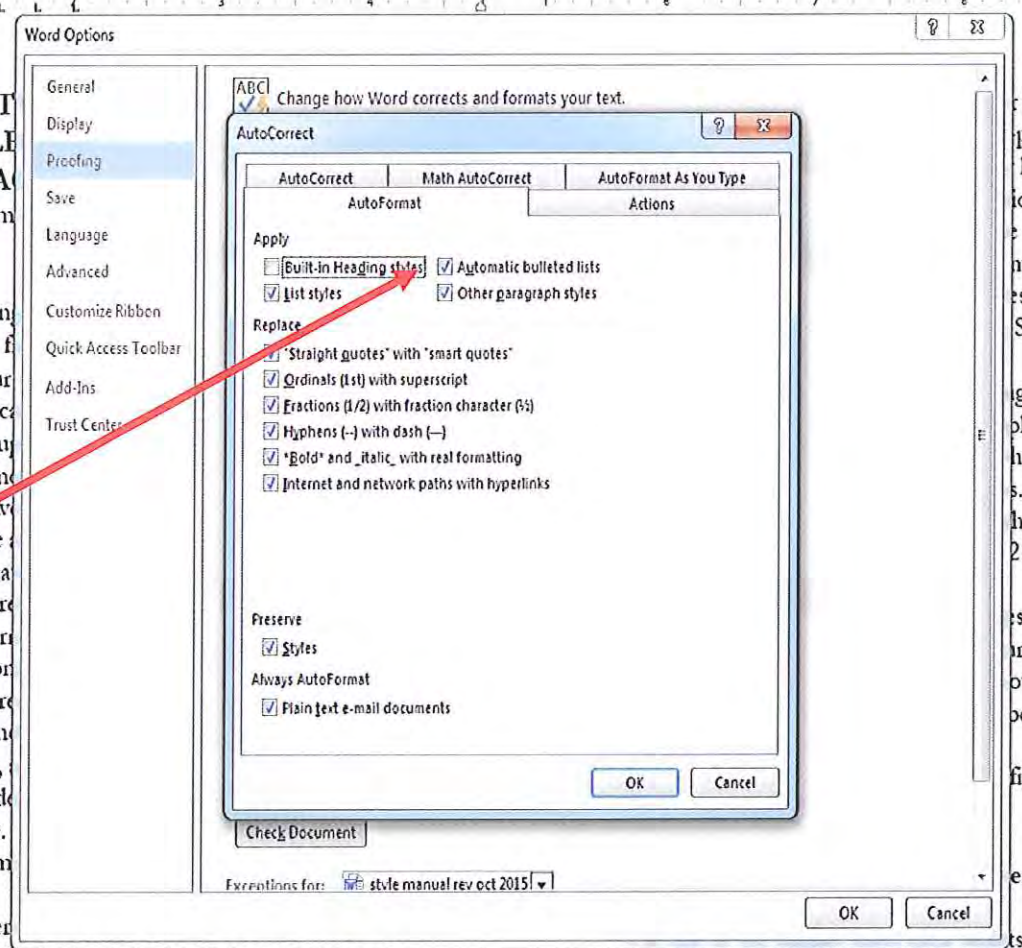 Word Options
General
Display
Proofing
Save
Language
Advanced
Customize Ribbon
Quick Access Toolbar
Add-Ins
Trust Center
ABC Change how Word corrects and formats your text.
AutoCorrect
AutoCorrect Math AutoCorrect AutoFormat As You Type
AutoFormat Actions
Apply
Built-in Heading styles Automatic bulleted lists
List styles Other paragraph styles
Replace
"Straight quotes" with "smart quotes"
Ordinals (1st) with superscript
Fractions (1/2) with fraction character (½)
Hyphens (--) with dash (—)
*Bold* and _italic_ with real formatting
Internet and network paths with hyperlinks
Preserve
Styles
Always AutoFormat
Plain text e-mail documents
OK Cancel
Check Document
Exceptions for: style manual rev oct 2015
OK Cancel